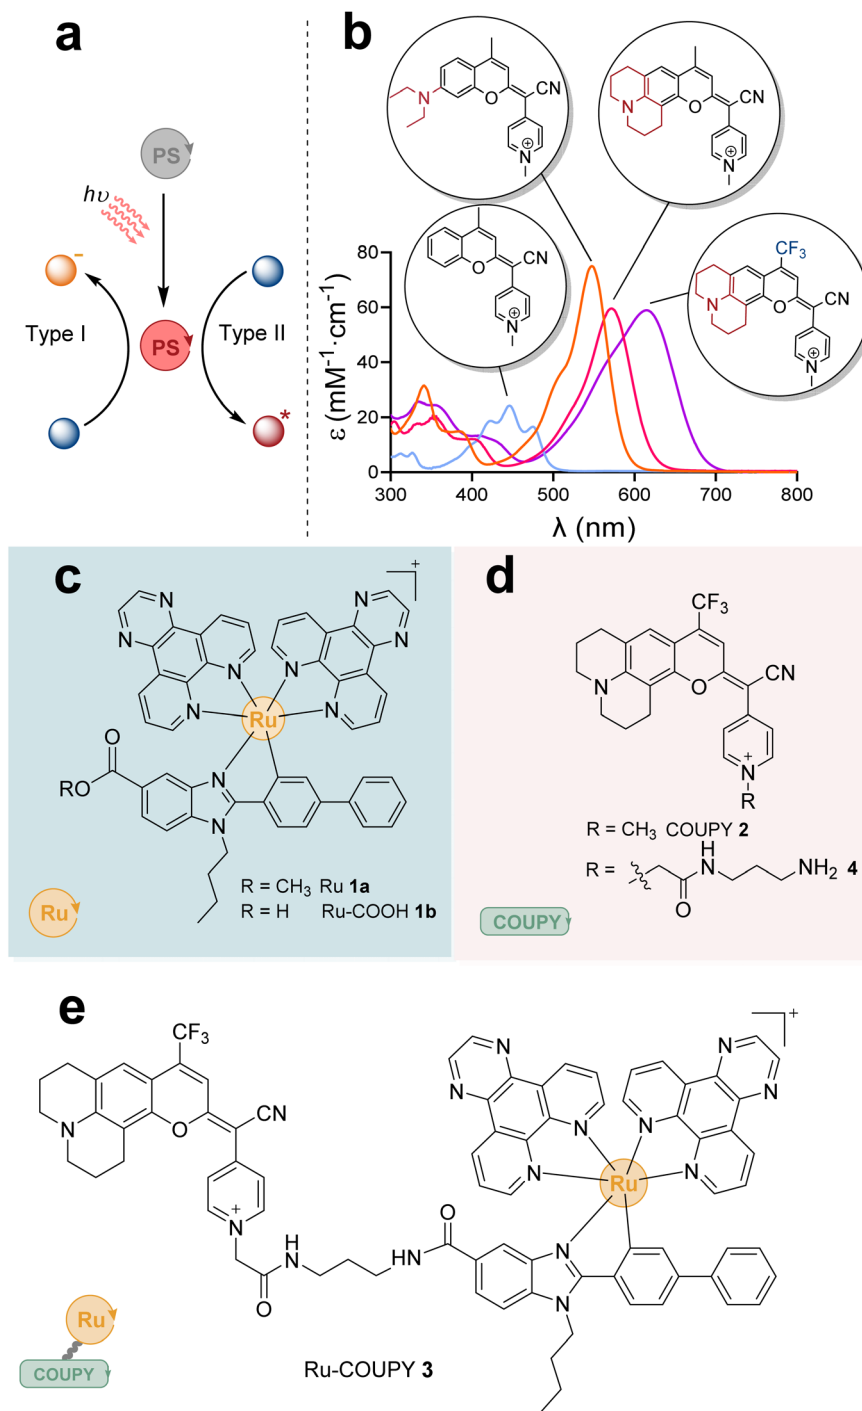 a
PS
hυ
Type I
Type II
PS
-
*
b
N
O
CN
N
+
N
O
CN
N
+
O
CN
N
+
CF3
N
O
CN
N
+
80
60
40
20
0
300
400
500
600
700
800
ε (mM-1·cm-1)
λ (nm)
c
+
N
N
N
N
N
N
N
N
Ru
O
RO
N
N
R = CH3 Ru 1a
R = H Ru-COOH 1b
Ru
d
CF3
N
O
CN
+
N
R
R = CH3 COUPY 2
R =
H
N
O
NH2 4
COUPY
e
CF3
N
O
CN
+
N
O
H
N
HN
O
+
N
N
N
N
N
N
N
N
Ru
N
N
Ru
COUPY
Ru-COUPY 3